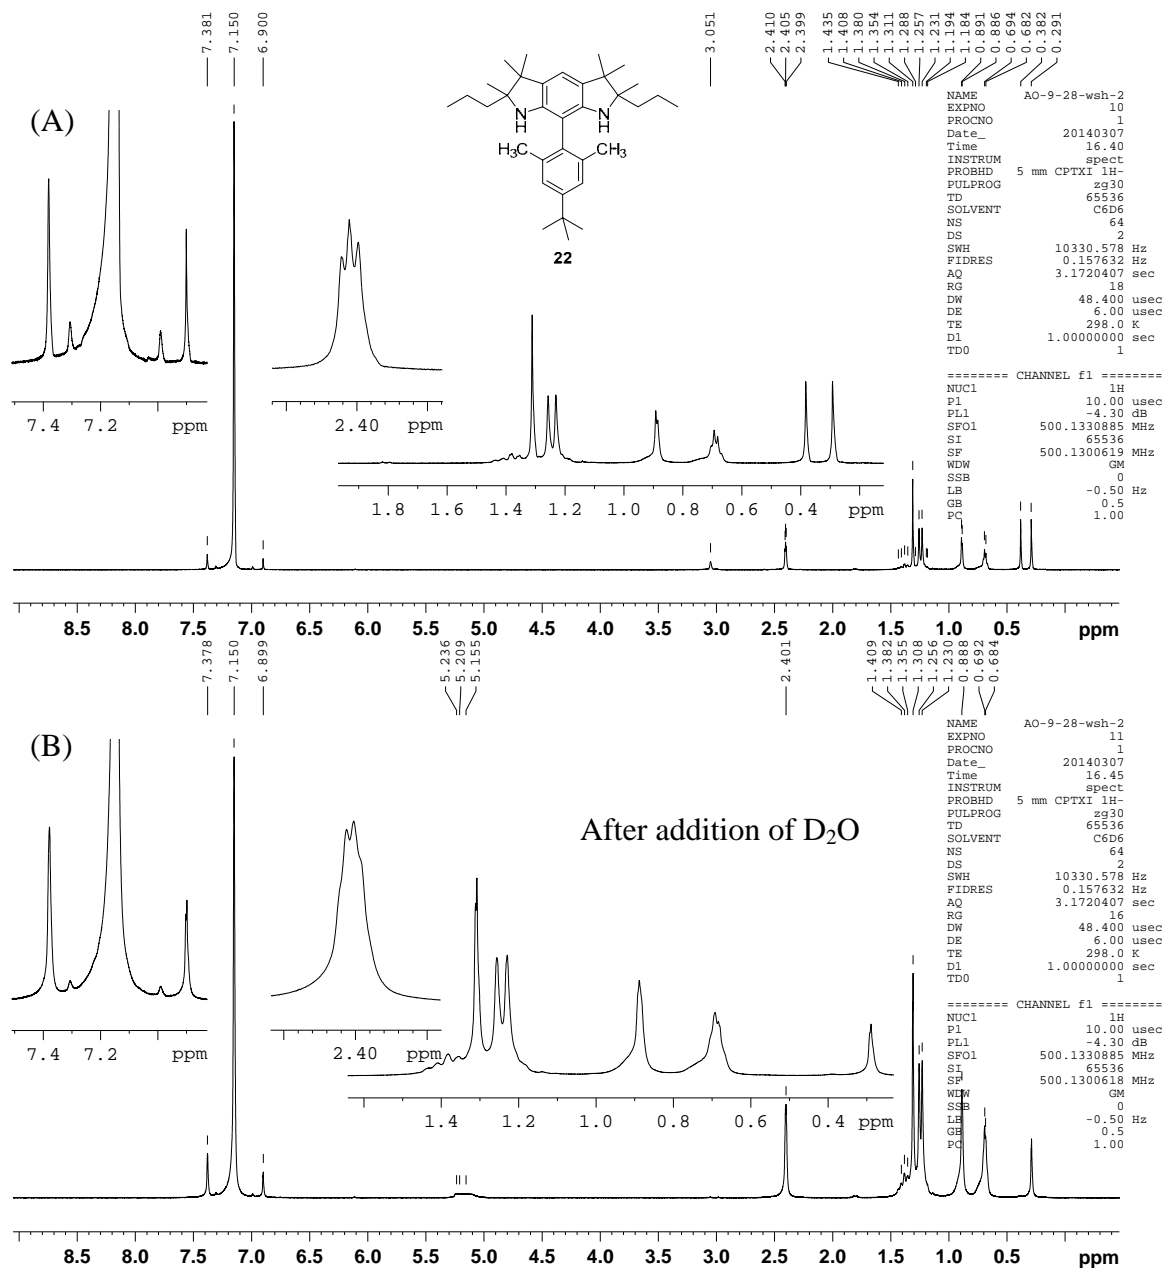 7.381
7.150
6.900
3.051
2.410
2.405
2.399
1.435
1.408
1.380
1.354
1.311
1.288
1.257
1.231
1.194
1.184
0.891
0.886
0.694
0.682
0.382
0.291
(A)
NH
NH
H3C
CH3
22
NAME AO-9-28-wsh-2
EXPNO 10
PROCNO 1
Date_ 20140307
Time 16.40
INSTRUM spect
PROBHD 5 mm CPTXI 1H-
PULPROG zg30
TD 65536
SOLVENT C6D6
NS 64
DS 2
SWH 10330.578 Hz
FIDRES 0.157632 Hz
AQ 3.1720407 sec
RG 18
DW 48.400 usec
DE 6.00 usec
TE 298.0 K
D1 1.00000000 sec
TD0 1
======== CHANNEL f1 ========
NUC1 1H
P1 10.00 usec
PL1 -4.30 dB
SFO1 500.1330885 MHz
SI 65536
SF 500.1300619 MHz
WDW GM
SSB 0
LB -0.50 Hz
GB 0.5
PC 1.00
7.4 7.2 ppm
2.40 ppm
1.8 1.6 1.4 1.2 1.0 0.8 0.6 0.4 ppm
8.5 8.0 7.5 7.0 6.5 6.0 5.5 5.0 4.5 4.0 3.5 3.0 2.5 2.0 1.5 1.0 0.5 ppm
7.378
7.150
6.899
5.236
5.209
5.155
2.401
1.409
1.382
1.355
1.308
1.256
1.230
0.888
0.692
0.684
(B)
After addition of D2O
NAME AO-9-28-wsh-2
EXPNO 11
PROCNO 1
Date_ 20140307
Time 16.45
INSTRUM spect
PROBHD 5 mm CPTXI 1H-
PULPROG zg30
TD 65536
SOLVENT C6D6
NS 64
DS 2
SWH 10330.578 Hz
FIDRES 0.157632 Hz
AQ 3.1720407 sec
RG 16
DW 48.400 usec
DE 6.00 usec
TE 298.0 K
D1 1.00000000 sec
TD0 1
======== CHANNEL f1 ========
NUC1 1H
P1 10.00 usec
PL1 -4.30 dB
SFO1 500.1330885 MHz
SI 65536
SF 500.1300618 MHz
WDW GM
SSB 0
LB -0.50 Hz
GB 0.5
PC 1.00
7.4 7.2 ppm
2.40 ppm
1.4 1.2 1.0 0.8 0.6 0.4 ppm
8.5 8.0 7.5 7.0 6.5 6.0 5.5 5.0 4.5 4.0 3.5 3.0 2.5 2.0 1.5 1.0 0.5 ppm